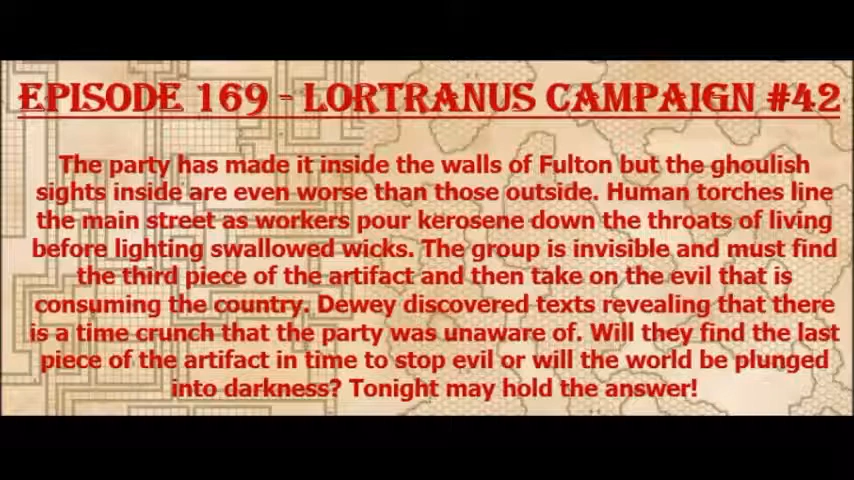 EPISODE 169 - LORTRANUS CAMPAIGN #42
The party has made it inside the walls of Fulton but the ghoulish
sights inside are even worse than those outside. Human torches line
the main street as workers pour kerosene down the throats of living
before lighting swallowed wicks. The group is invisible and must find
the third piece of the artifact and then take on the evil that is
consuming the country. Dewey discovered texts revealing that there
is a time crunch that the party was unaware of. Will they find the last
piece of the artifact in time to stop evil or will the world be plunged
into darkness? Tonight may hold the answer!